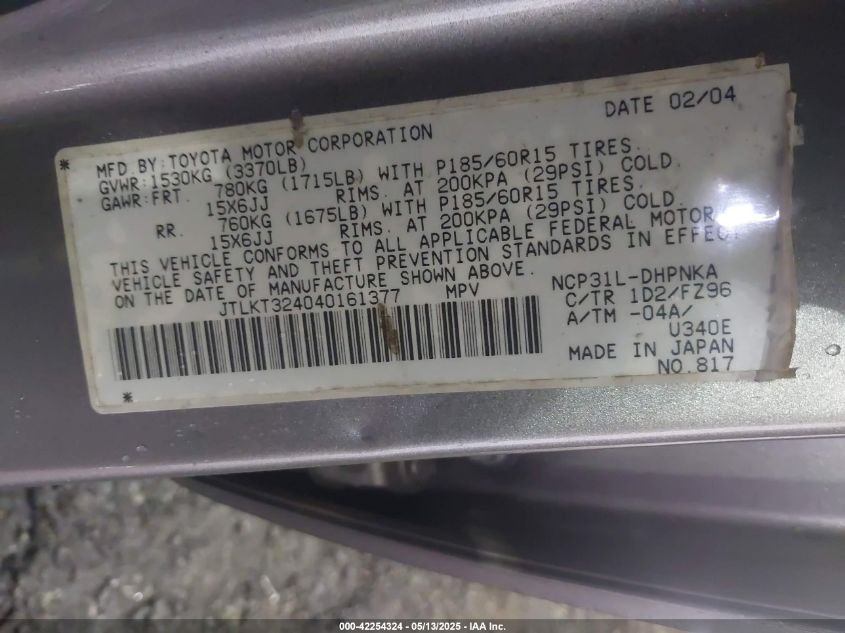 DATE 02/04
* MFD. BY: TOYOTA MOTOR CORPORATION
GVWR:1530KG (3370LB)
GAWR:FRT. 780KG (1715LB) WITH P185/60R15 TIRES.
15X6JJ RIMS. AT 200KPA (29PSI) COLD.
RR. 760KG (1675LB) WITH P185/60R15 TIRES.
15X6JJ RIMS. AT 200KPA (29PSI) COLD.
THIS VEHICLE CONFORMS TO ALL APPLICABLE FEDERAL MOTOR
VEHICLE SAFETY AND THEFT PREVENTION STANDARDS IN EFFECT
ON THE DATE OF MANUFACTURE SHOWN ABOVE.
JTLKT324040161377 MPV
NCP31L-DHPNKA
C/TR 1D2/FZ96
A/TM -04A/
U340E
MADE IN JAPAN
NO.817
*
000-42254324 | 05/13/2025 - IAA Inc.